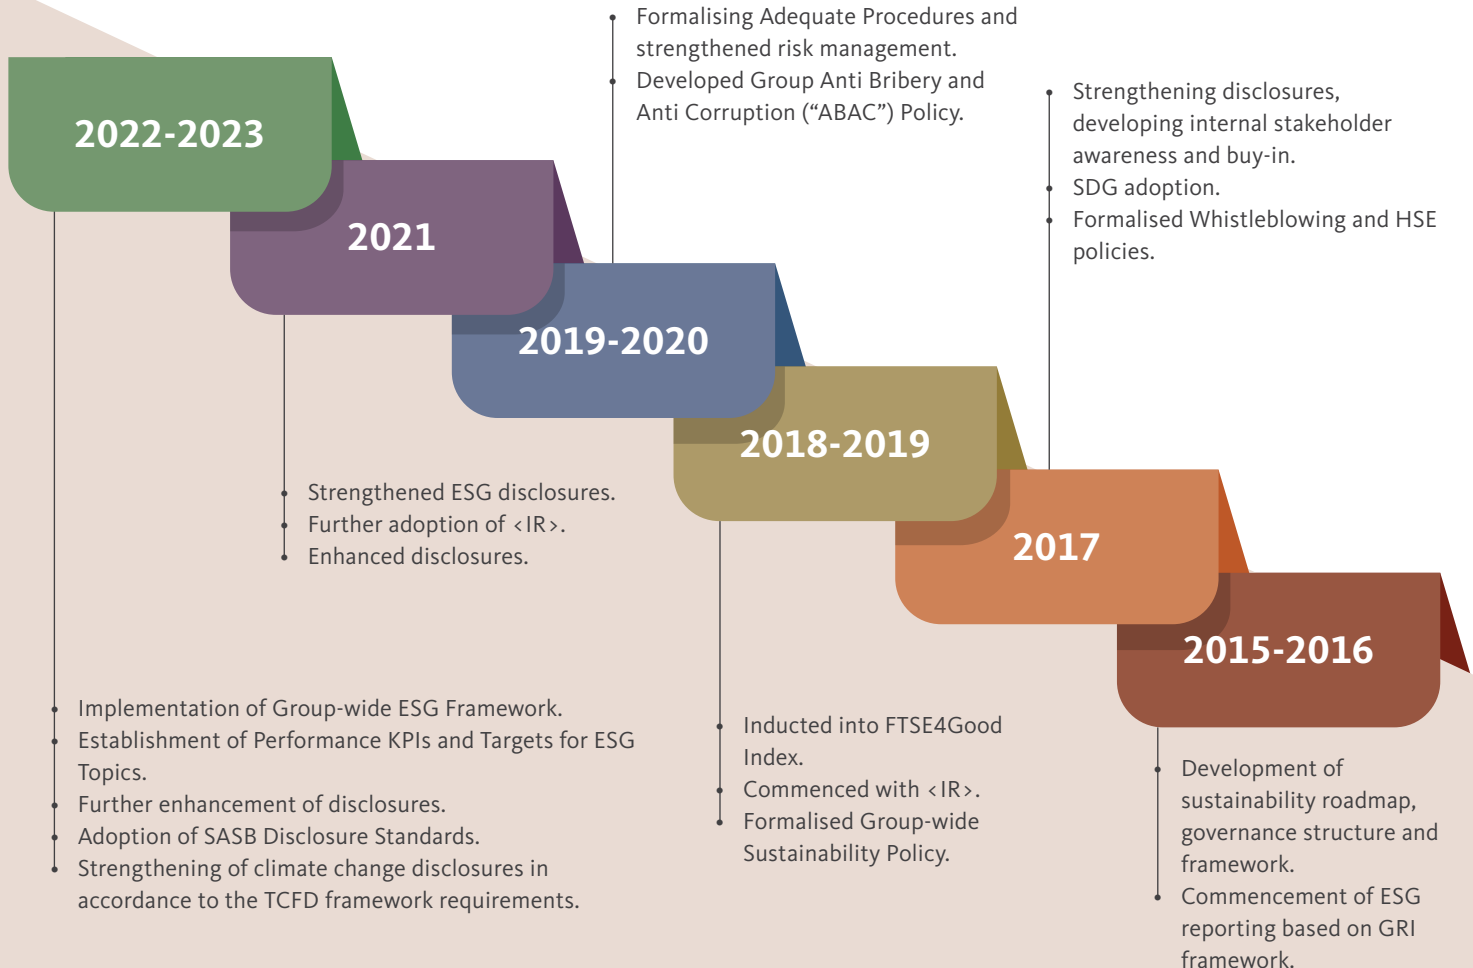 2022-2023
Implementation of Group-wide ESG Framework.
Establishment of Performance KPIs and Targets for ESG
Topics.
Further enhancement of disclosures.
Adoption of SASB Disclosure Standards.
Strengthening of climate change disclosures in
accordance to the TCFD framework requirements.
2021
Strengthened ESG disclosures.
Further adoption of <IR>.
Enhanced disclosures.
2019-2020
Formalising Adequate Procedures and
strengthened risk management.
Developed Group Anti Bribery and
Anti Corruption (“ABAC”) Policy.
2018-2019
Inducted into FTSE4Good
Index.
Commenced with <IR>.
Formalised Group-wide
Sustainability Policy.
2017
Strengthening disclosures,
developing internal stakeholder
awareness and buy-in.
SDG adoption.
Formalised Whistleblowing and HSE
policies.
2015-2016
Development of
sustainability roadmap,
governance structure and
framework.
Commencement of ESG
reporting based on GRI
framework.